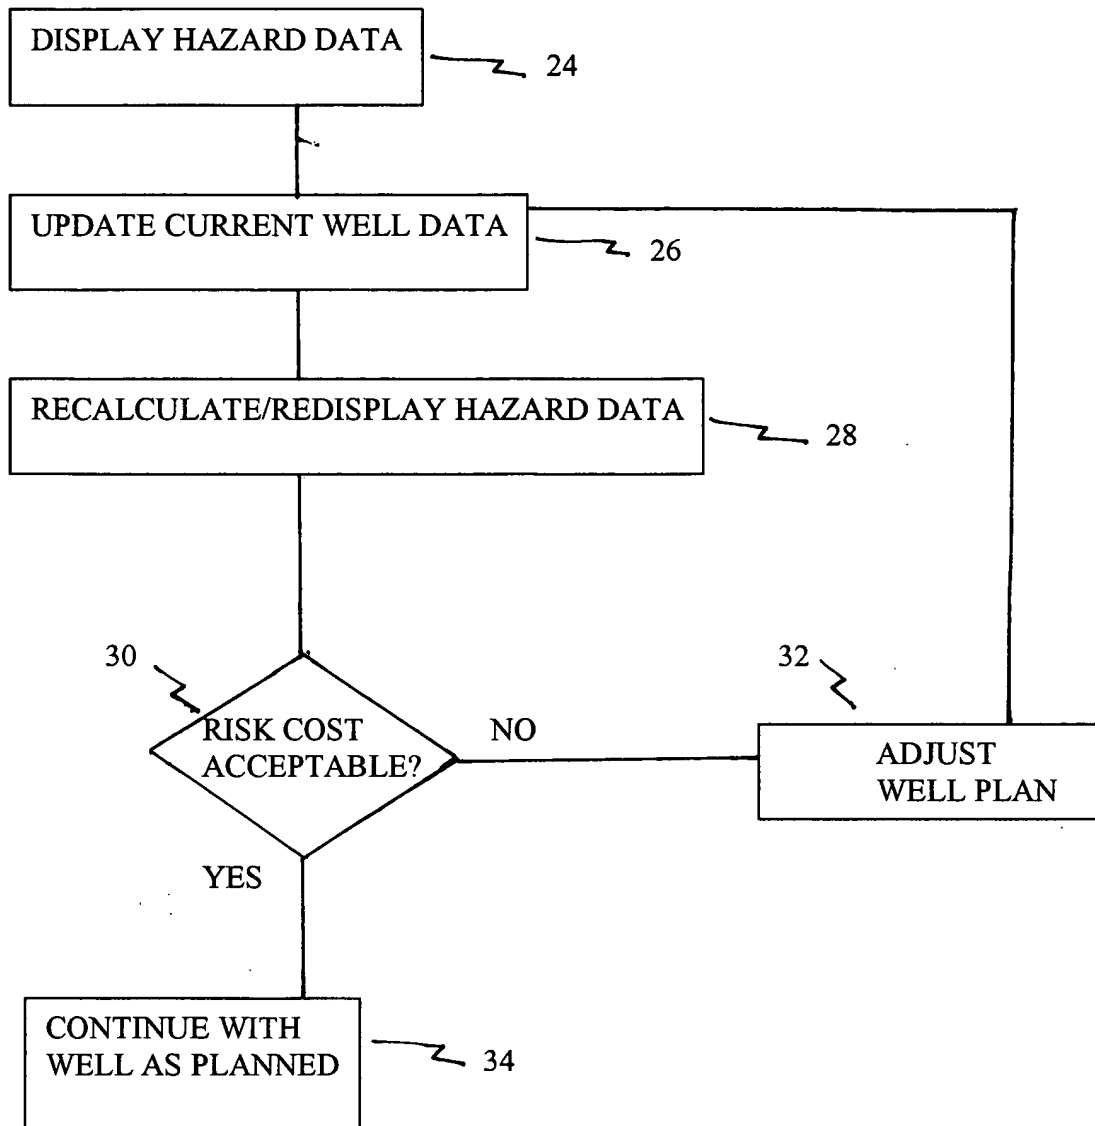 DISPLAY HAZARD DATA
24
UPDATE CURRENT WELL DATA
26
RECALCULATE/REDISPLAY HAZARD DATA
28
30
32
RISK COST
ACCEPTABLE?
NO
ADJUST
WELL PLAN
YES
CONTINUE WITH
WELL AS PLANNED
34